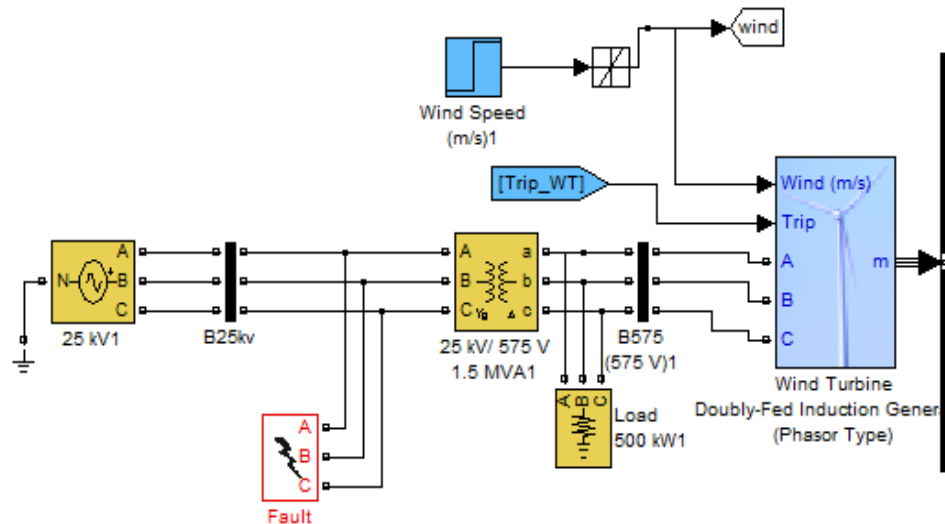 wind
Wind Speed
(m/s)1
[Trip_WT]
Wind (m/s)
Trip
A
B
C
m
N
A
B
C
25 kV1
B25kv
A
B
C
Yg
a
b
c
25 kV/ 575 V
1.5 MVA1
B575
(575 V)1
A B C
Load
500 kW1
Wind Turbine
Doubly-Fed Induction Gener
(Phasor Type)
A
B
C
Fault